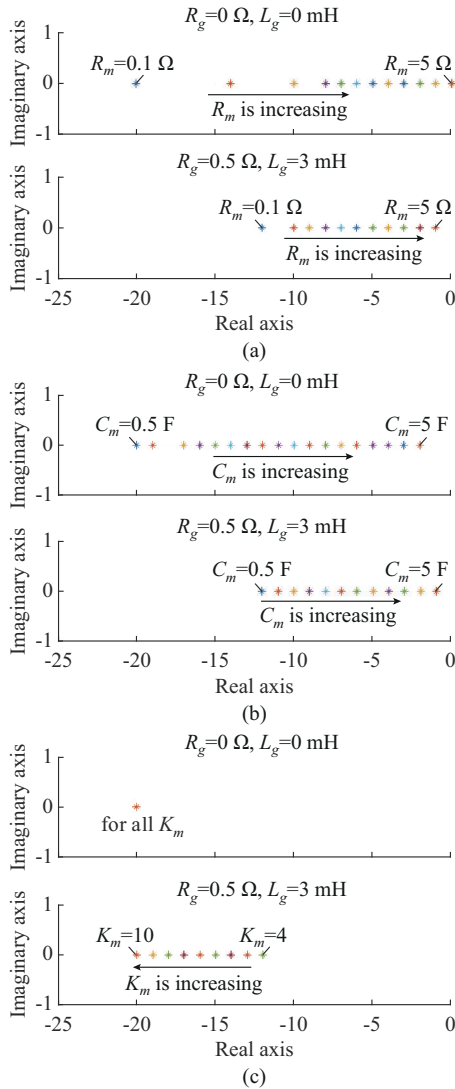 R_g=0 Ω, L_g=0 mH
Imaginary axis
1
0
-1
R_m=0.1 Ω
R_m=5 Ω
R_m is increasing
R_g=0.5 Ω, L_g=3 mH
Imaginary axis
1
0
-1
R_m=0.1 Ω
R_m=5 Ω
R_m is increasing
-25 -20 -15 -10 -5 0
Real axis
(a)
R_g=0 Ω, L_g=0 mH
Imaginary axis
1
0
-1
C_m=0.5 F
C_m=5 F
C_m is increasing
R_g=0.5 Ω, L_g=3 mH
Imaginary axis
1
0
-1
C_m=0.5 F
C_m=5 F
C_m is increasing
-25 -20 -15 -10 -5 0
Real axis
(b)
R_g=0 Ω, L_g=0 mH
Imaginary axis
1
0
-1
for all K_m
R_g=0.5 Ω, L_g=3 mH
Imaginary axis
1
0
-1
K_m=10
K_m=4
K_m is increasing
-25 -20 -15 -10 -5 0
Real axis
(c)